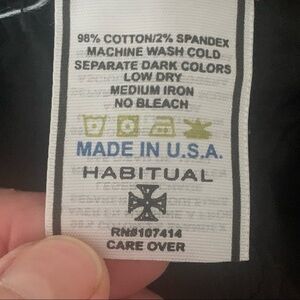 98% COTTON/2% SPANDEX
MACHINE WASH COLD
SEPARATE DARK COLORS
LOW DRY
MEDIUM IRON
NO BLEACH
MADE IN U.S.A.
HABITUAL
RN#107414
CARE OVER